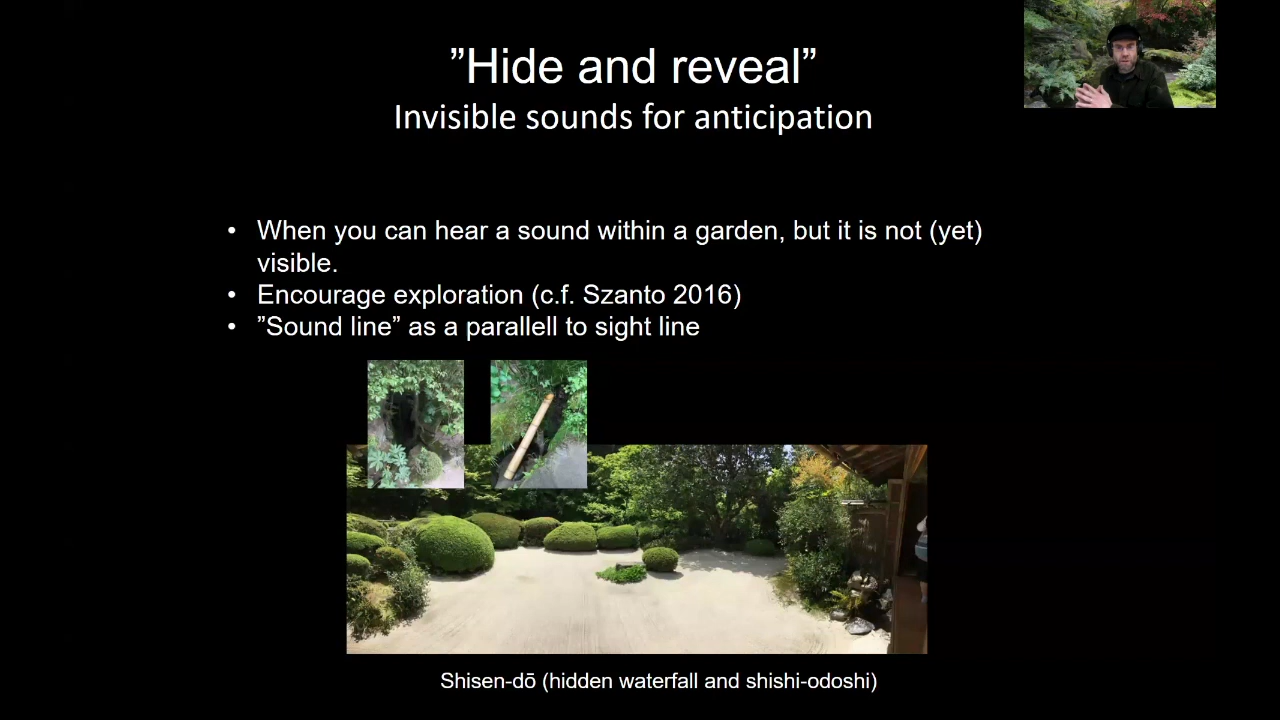 ”Hide and reveal”
Invisible sounds for anticipation
• When you can hear a sound within a garden, but it is not (yet)
visible.
• Encourage exploration (c.f. Szanto 2016)
• ”Sound line” as a parallell to sight line
Shisen-dō (hidden waterfall and shishi-odoshi)